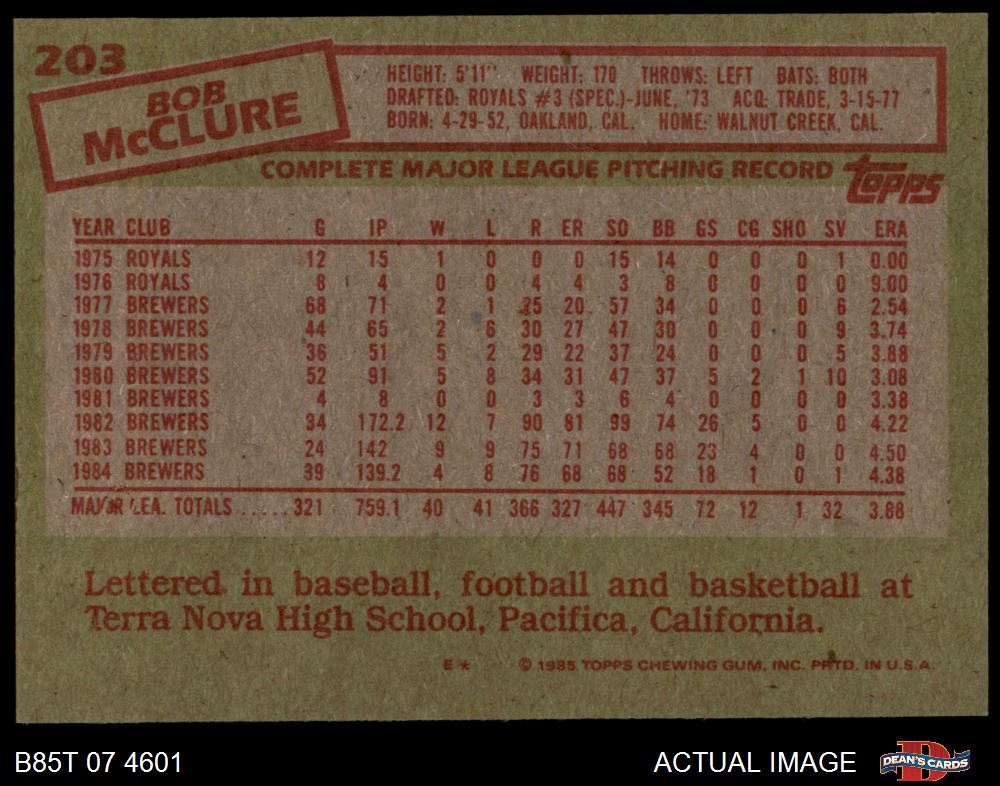 203
BOB
McCLURE
HEIGHT: 5'11" WEIGHT: 170 THROWS: LEFT BATS: BOTH
DRAFTED: ROYALS #3 (SPEC.)-JUNE, '73 ACQ: TRADE, 3-15-77
BORN: 4-29-52, OAKLAND, CAL. HOME: WALNUT CREEK, CAL.
COMPLETE MAJOR LEAGUE PITCHING RECORD topps
YEAR CLUB G IP W L R ER SO BB GS CG SHO SV ERA
1975 ROYALS 12 15 1 0 0 0 15 14 0 0 0 1 0.00
1976 ROYALS 8 4 0 0 4 4 3 8 0 0 0 0 9.00
1977 BREWERS 68 71 2 1 25 20 57 34 0 0 0 6 2.54
1978 BREWERS 44 65 2 6 30 27 47 30 0 0 0 9 3.74
1979 BREWERS 36 51 5 2 29 22 37 24 0 0 0 5 3.88
1980 BREWERS 52 91 5 8 34 31 47 37 5 2 1 10 3.08
1981 BREWERS 4 8 0 0 3 3 6 4 0 0 0 0 3.38
1982 BREWERS 34 172.2 12 7 90 81 99 74 26 5 0 0 4.22
1983 BREWERS 24 142 9 9 75 71 68 68 23 4 0 0 4.50
1984 BREWERS 39 139.2 4 8 76 68 68 52 18 1 0 1 4.38
MAJOR LEA. TOTALS.....321 759.1 40 41 366 327 447 345 72 12 1 32 3.88
Lettered in baseball, football and basketball at
Terra Nova High School, Pacifica, California.
E* © 1985 TOPPS CHEWING GUM, INC. PRTD. IN U.S.A.
B85T 07 4601 ACTUAL IMAGE DEAN'S CARDS